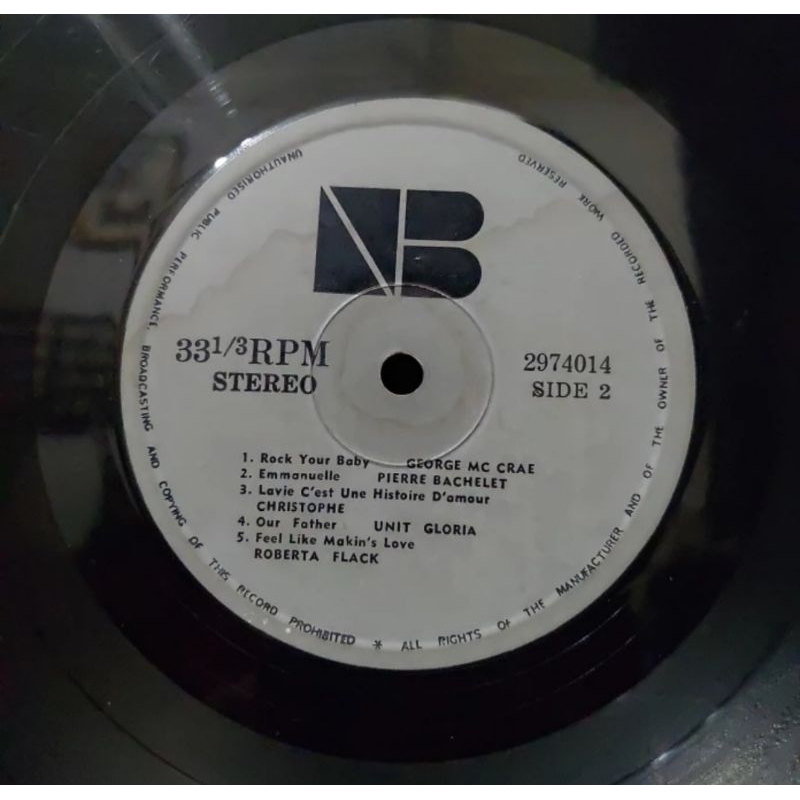 NB
33 1/3 RPM
STEREO
2974014
SIDE 2
1. Rock Your Baby GEORGE MC CRAE
2. Emmanuelle PIERRE BACHELET
3. Lavie C'est Une Histoire D'amour
CHRISTOPHE
4. Our Father UNIT GLORIA
5. Feel Like Makin's Love
ROBERTA FLACK
UNAUTHORISED PUBLIC PERFORMANCE, BROADCASTING AND COPYING OF THIS RECORD PROHIBITED * ALL RIGHTS OF THE MANUFACTURER AND OF THE OWNER OF THE RECORDED WORK RESERVED